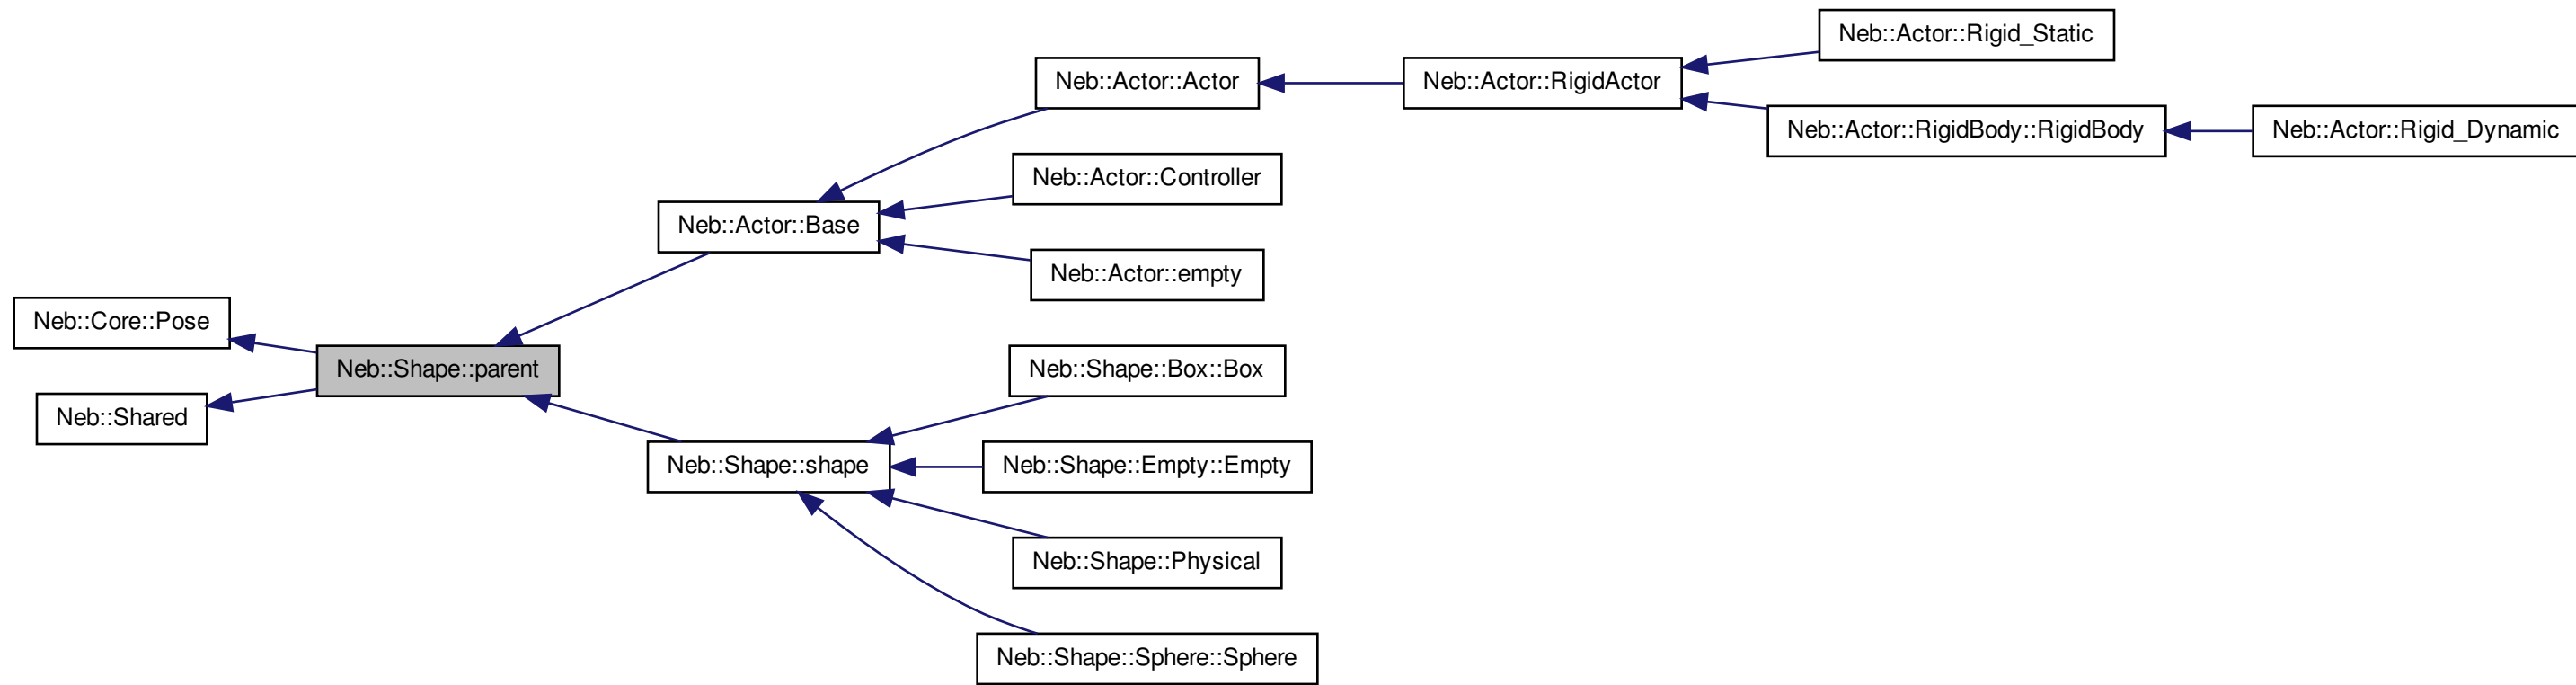 Neb::Actor::Rigid_Static
Neb::Actor::Actor
Neb::Actor::RigidActor
Neb::Actor::RigidBody::RigidBody
Neb::Actor::Rigid_Dynamic
Neb::Actor::Controller
Neb::Actor::Base
Neb::Actor::empty
Neb::Core::Pose
Neb::Shape::parent
Neb::Shape::Box::Box
Neb::Shared
Neb::Shape::shape
Neb::Shape::Empty::Empty
Neb::Shape::Physical
Neb::Shape::Sphere::Sphere